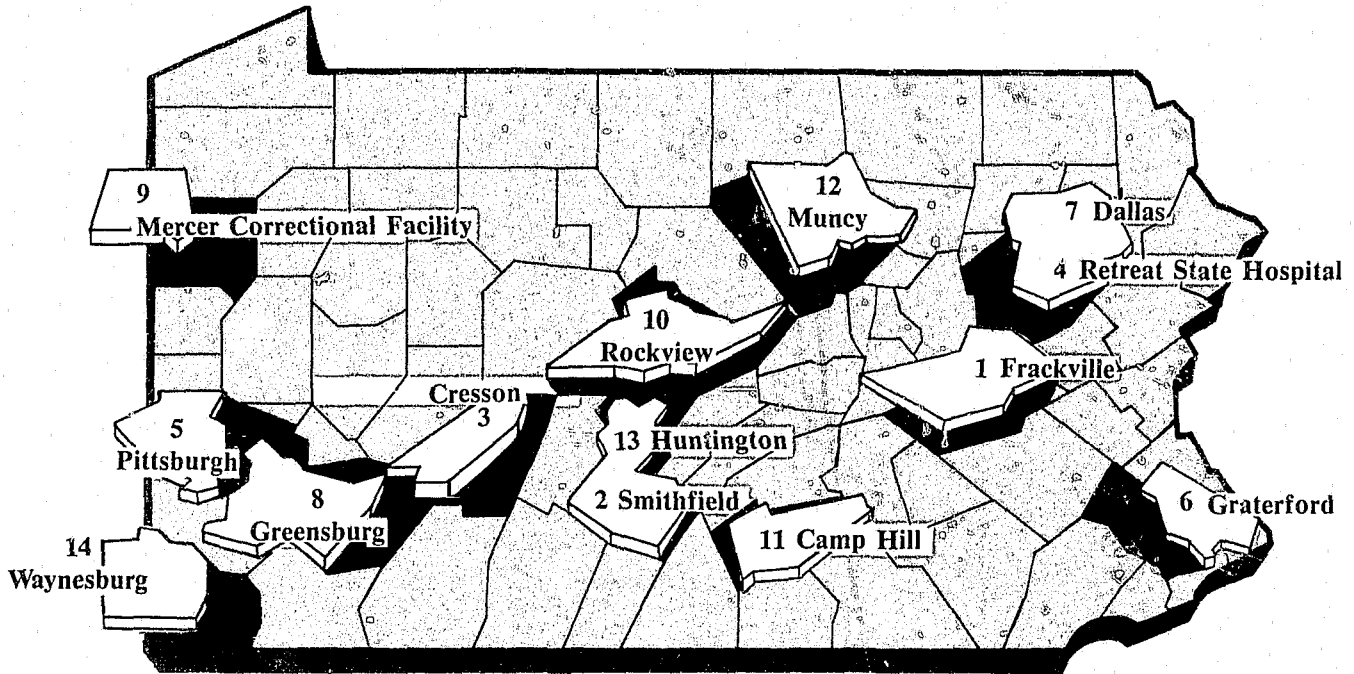 9
Mercer Correctional Facility
12
Muncy
7 Dallas
4 Retreat State Hospital
10
Rockview
1 Frackville
Cresson
3
5
Pittsburgh
13 Huntington
8
Greensburg
2 Smithfield
6 Graterford
11 Camp Hill
14
Waynesburg